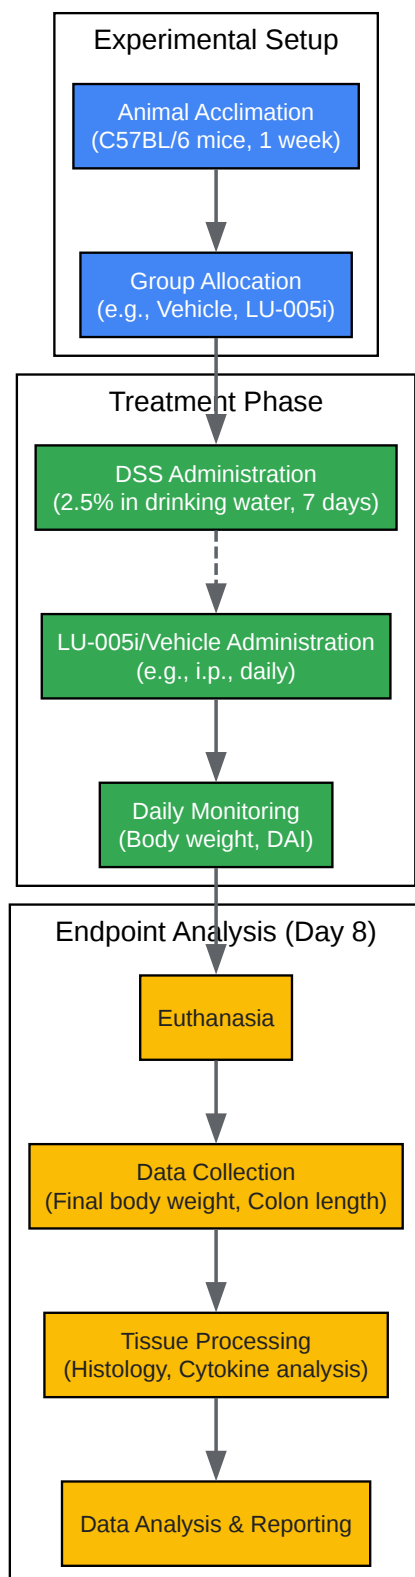 Experimental Setup
Animal Acclimation
(C57BL/6 mice, 1 week)
Group Allocation
(e.g., Vehicle, LU-005i)
Treatment Phase
DSS Administration
(2.5% in drinking water, 7 days)
LU-005i/Vehicle Administration
(e.g., i.p., daily)
Daily Monitoring
(Body weight, DAI)
Endpoint Analysis (Day 8)
Euthanasia
Data Collection
(Final body weight, Colon length)
Tissue Processing
(Histology, Cytokine analysis)
Data Analysis & Reporting